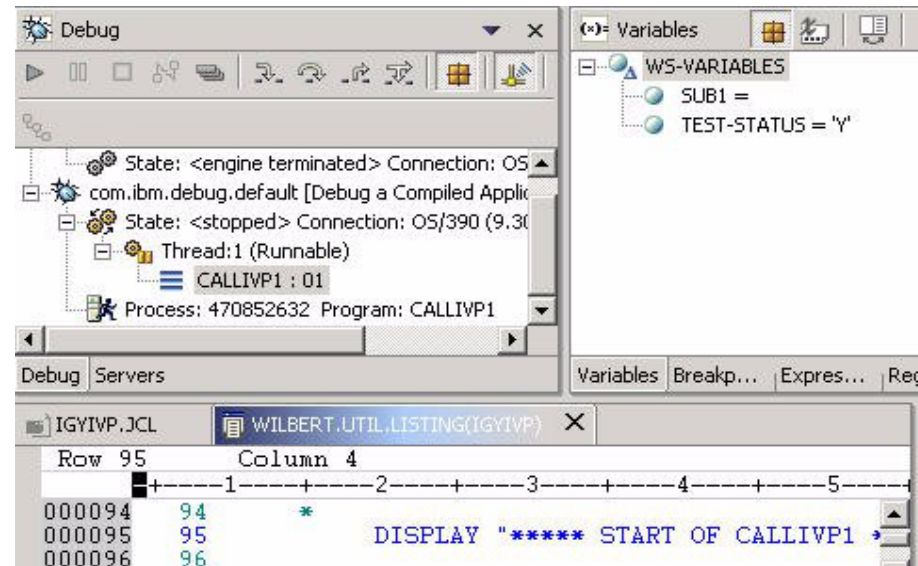 Debug
(x)= Variables
WS-VARIABLES
SUB1 =
TEST-STATUS = 'Y'
State: <engine terminated> Connection: OS
com.ibm.debug.default [Debug a Compiled Applic
State: <stopped> Connection: OS/390 (9.30
Thread:1 (Runnable)
CALLIVP1 : 01
Process: 470852632 Program: CALLIVP1
Debug Servers
Variables Breakp... Expres... Reg
IGYIVP.JCL WILBERT.UTIL.LISTING(IGYIVP)
Row 95 Column 4
-+----1----+----2----+----3----+----4----+----5----+
000094 94 *
000095 95 DISPLAY "***** START OF CALLIVP1 *
000096 96